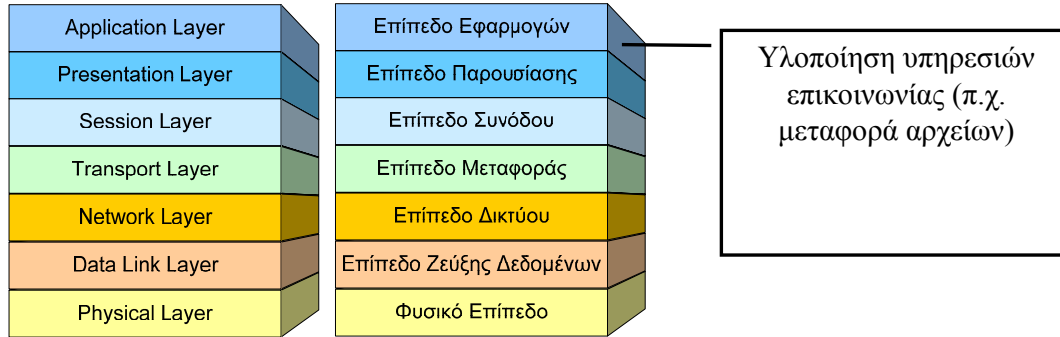 Application Layer
Presentation Layer
Session Layer
Transport Layer
Network Layer
Data Link Layer
Physical Layer
Επίπεδο Εφαρμογών
Επίπεδο Παρουσίασης
Επίπεδο Συνόδου
Επίπεδο Μεταφοράς
Επίπεδο Δικτύου
Επίπεδο Ζεύξης Δεδομένων
Φυσικό Επίπεδο
Υλοποίηση υπηρεσιών
επικοινωνίας (π.χ.
μεταφορά αρχείων)